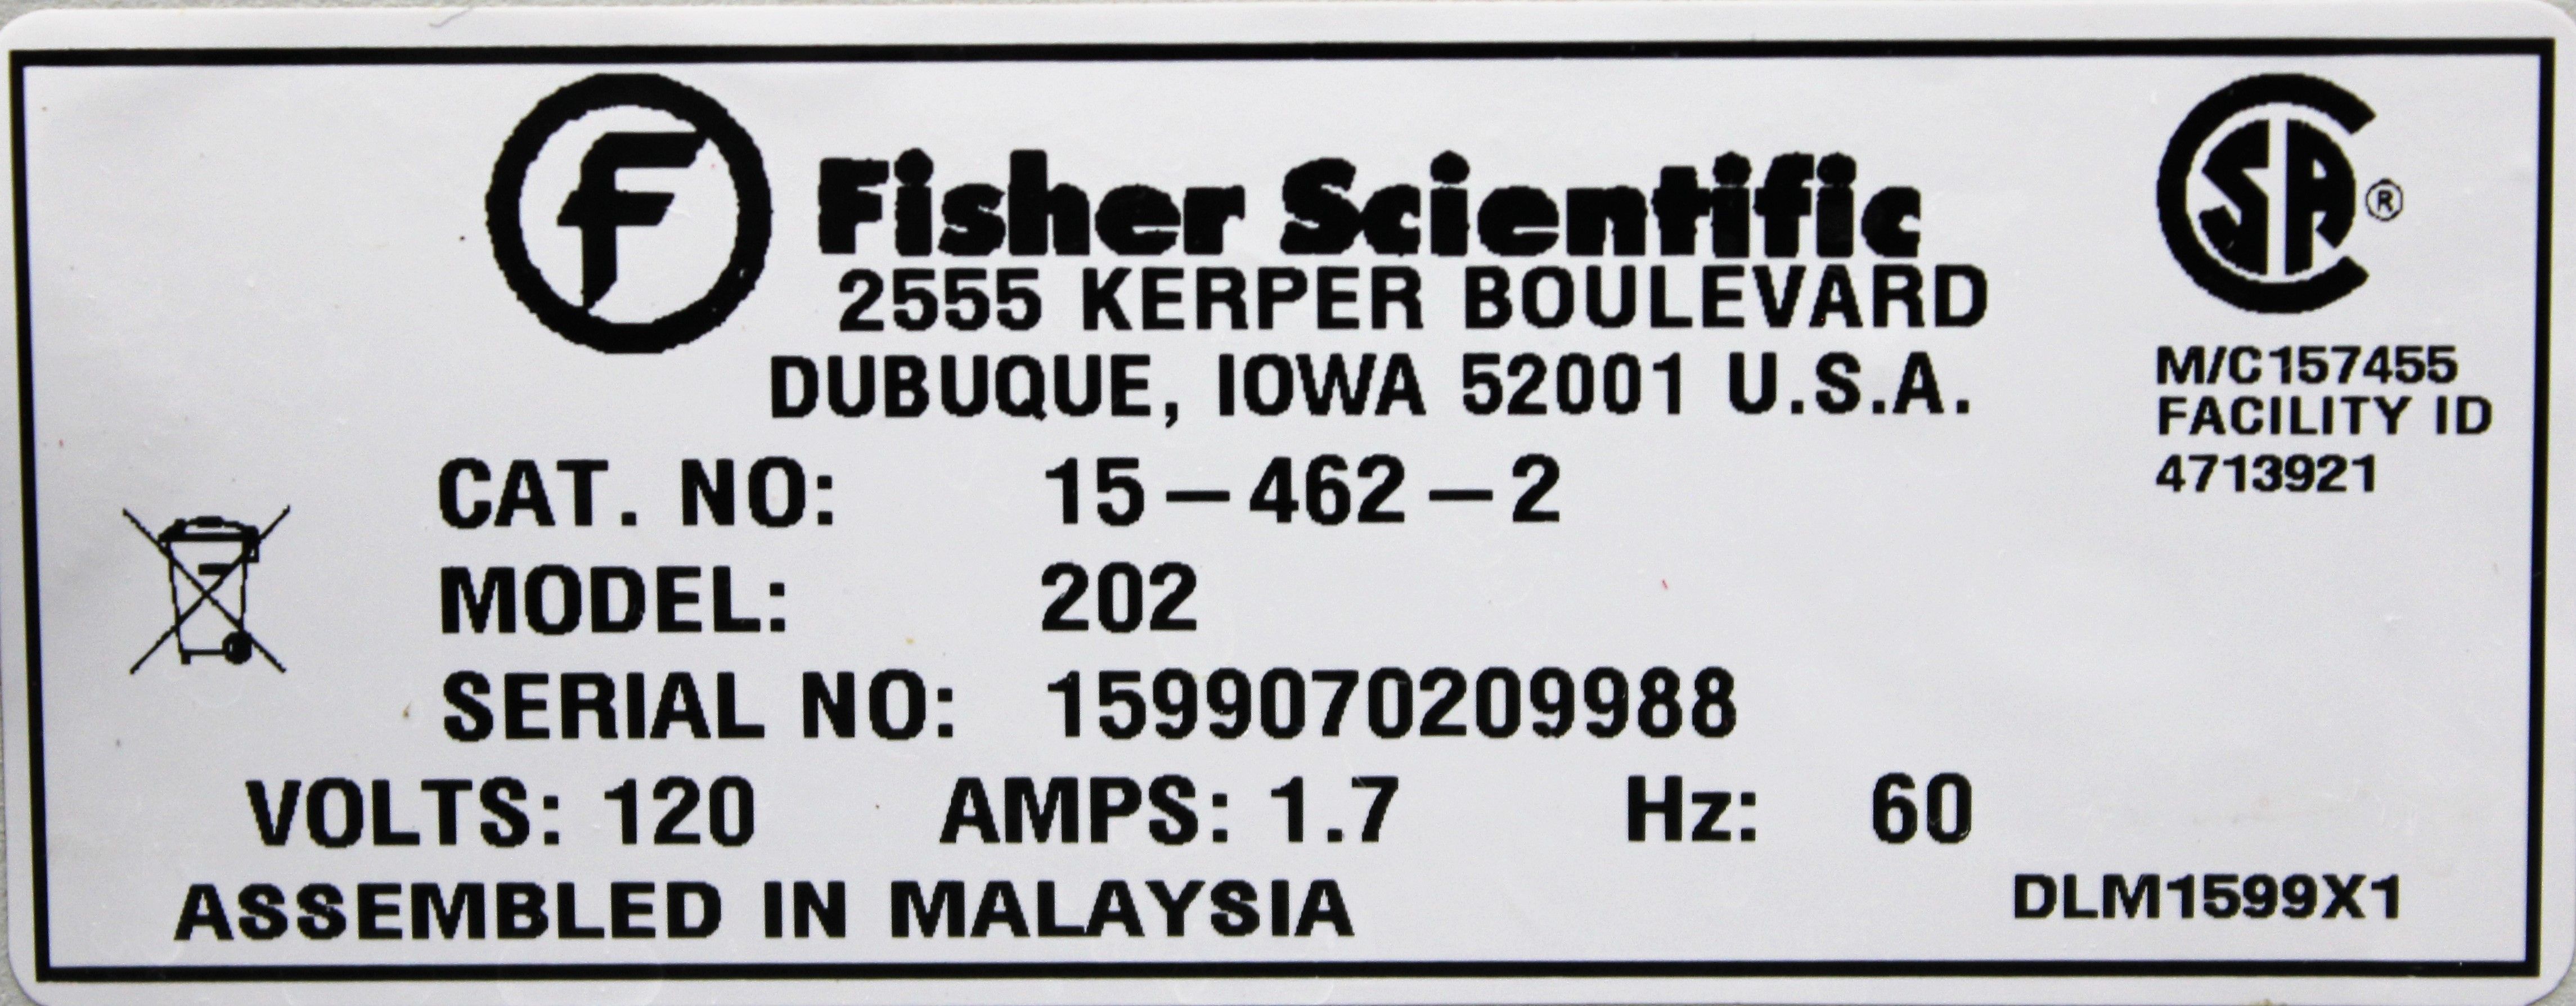 F Fisher Scientific
2555 KERPER BOULEVARD
DUBUQUE, IOWA 52001 U.S.A.
SA ®
M/C157455
FACILITY ID
4713921
CAT. NO: 15-462-2
MODEL: 202
SERIAL NO: 1599070209988
VOLTS: 120 AMPS: 1.7 Hz: 60
ASSEMBLED IN MALAYSIA
DLM1599X1